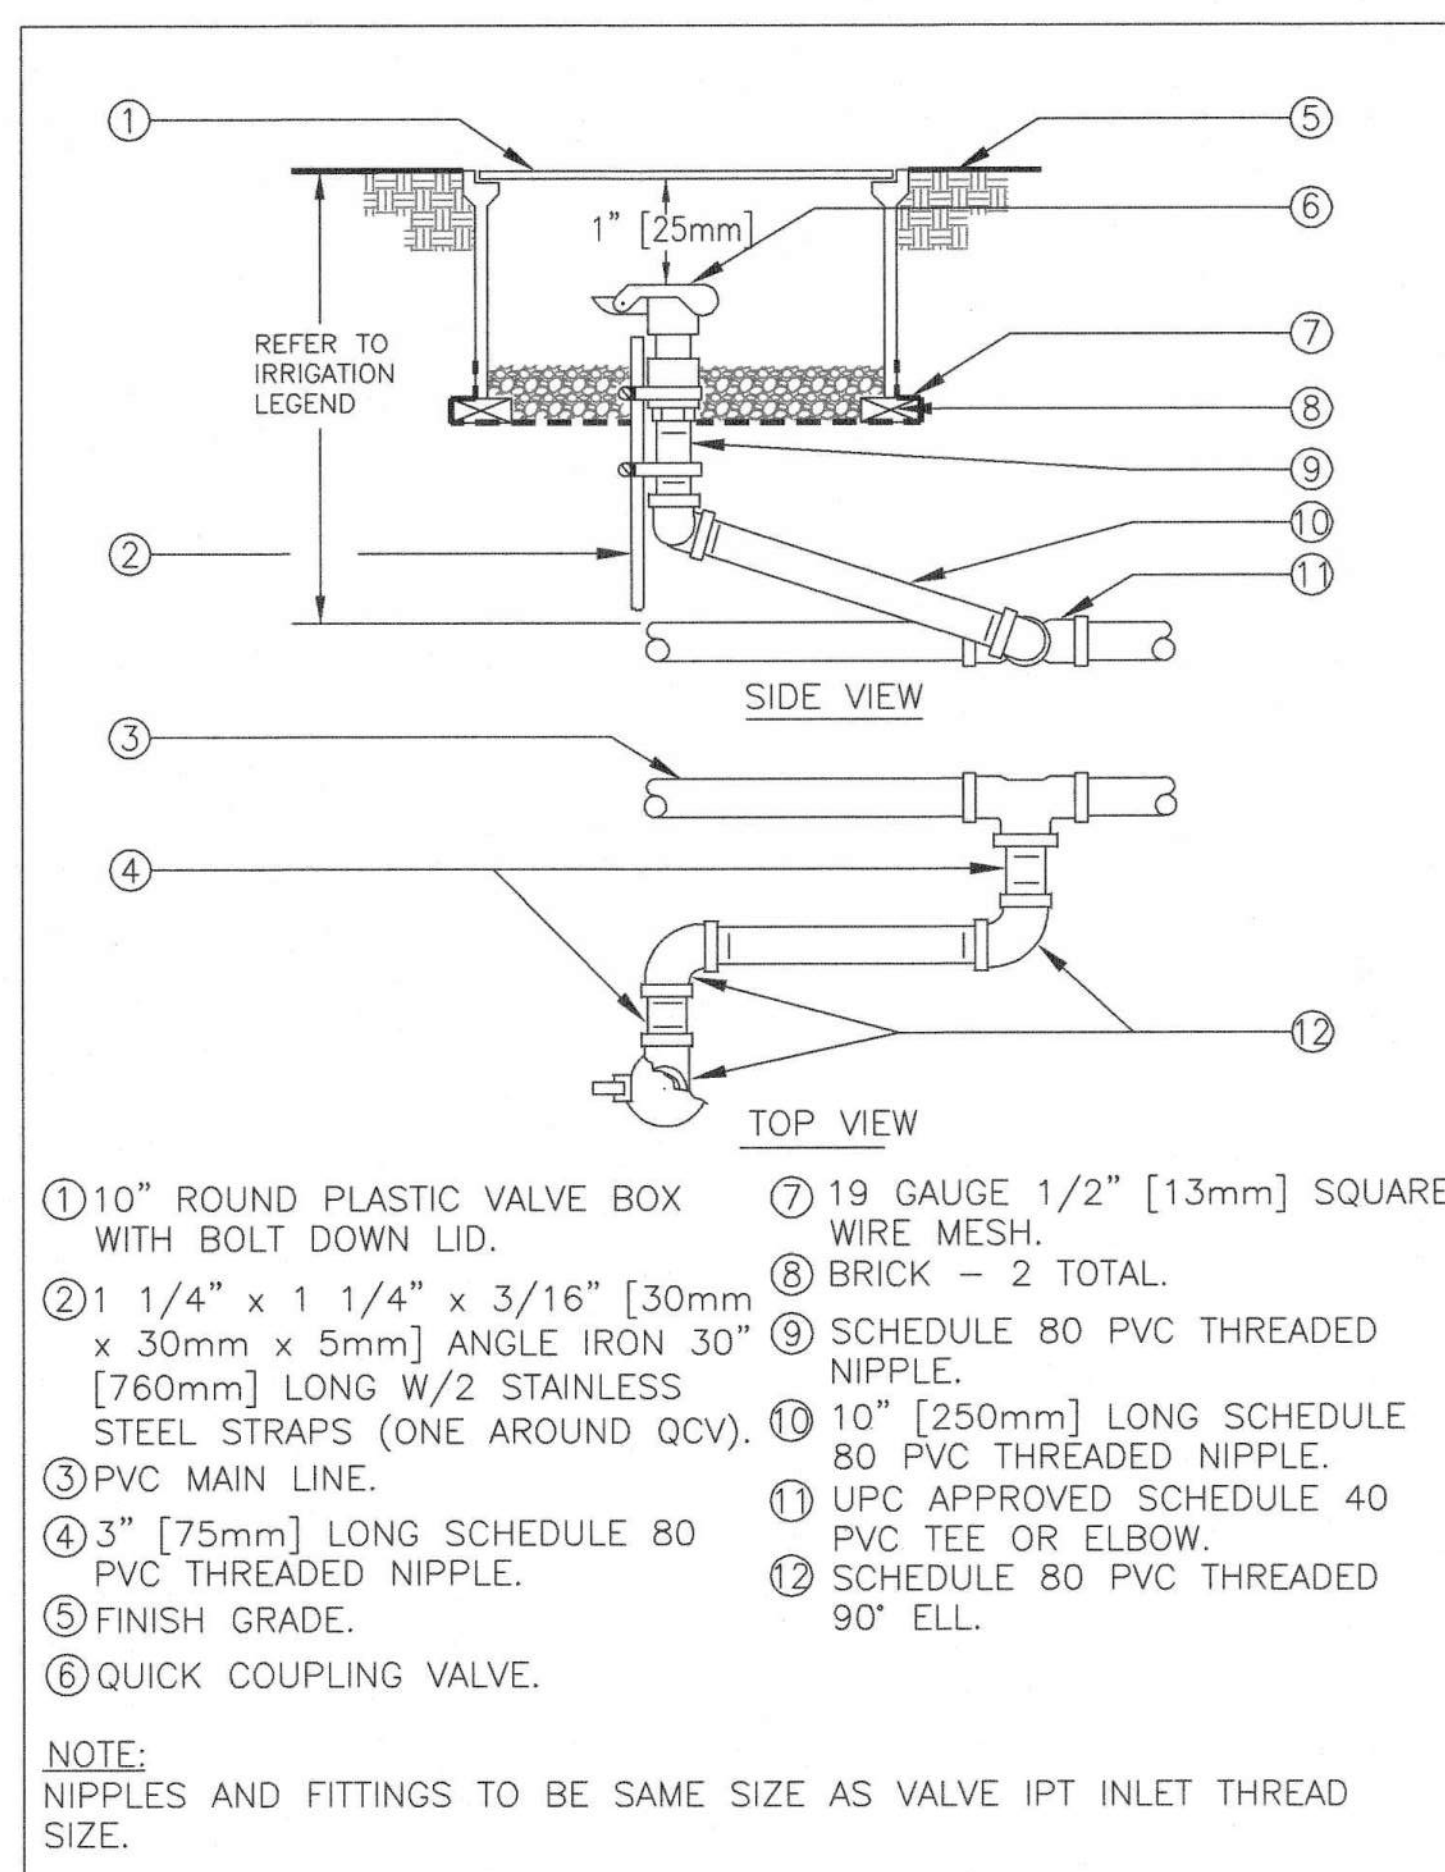 ①
⑤
1" [25mm]
⑥
REFER TO
IRRIGATION
LEGEND
⑦
⑧
⑨
②
⑩
⑪
SIDE VIEW
③
④
⑫
TOP VIEW
① 10" ROUND PLASTIC VALVE BOX
WITH BOLT DOWN LID.
② 1 1/4" x 1 1/4" x 3/16" [30mm
x 30mm x 5mm] ANGLE IRON 30"
[760mm] LONG W/2 STAINLESS
STEEL STRAPS (ONE AROUND QCV).
③ PVC MAIN LINE.
④ 3" [75mm] LONG SCHEDULE 80
PVC THREADED NIPPLE.
⑤ FINISH GRADE.
⑥ QUICK COUPLING VALVE.
⑦ 19 GAUGE 1/2" [13mm] SQUARE
WIRE MESH.
⑧ BRICK – 2 TOTAL.
⑨ SCHEDULE 80 PVC THREADED
NIPPLE.
⑩ 10" [250mm] LONG SCHEDULE
80 PVC THREADED NIPPLE.
⑪ UPC APPROVED SCHEDULE 40
PVC TEE OR ELBOW.
⑫ SCHEDULE 80 PVC THREADED
90° ELL.
NOTE:
NIPPLES AND FITTINGS TO BE SAME SIZE AS VALVE IPT INLET THREAD
SIZE.